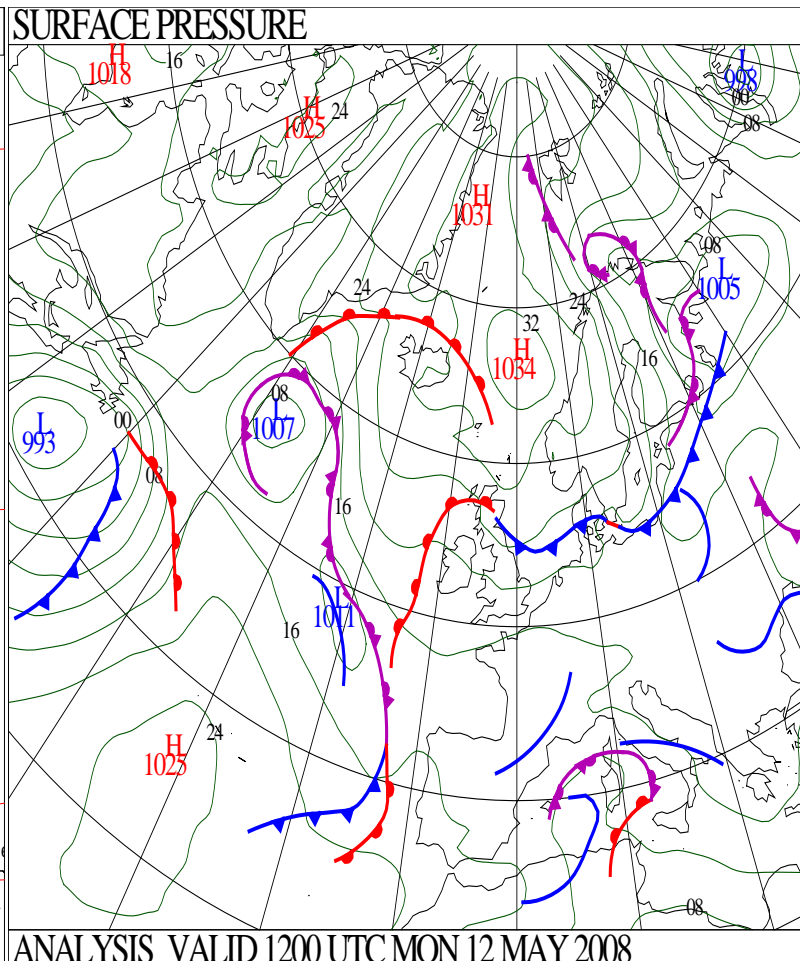 SURFACE PRESSURE
H
1018
16
H
1025
24
L
998
00
08
H
1031
08
L
1005
24
24
32
H
1034
16
08
L
1007
00
L
993
08
16
L
1011
16
24
H
1025
08
ANALYSIS VALID 1200 UTC MON 12 MAY 2008